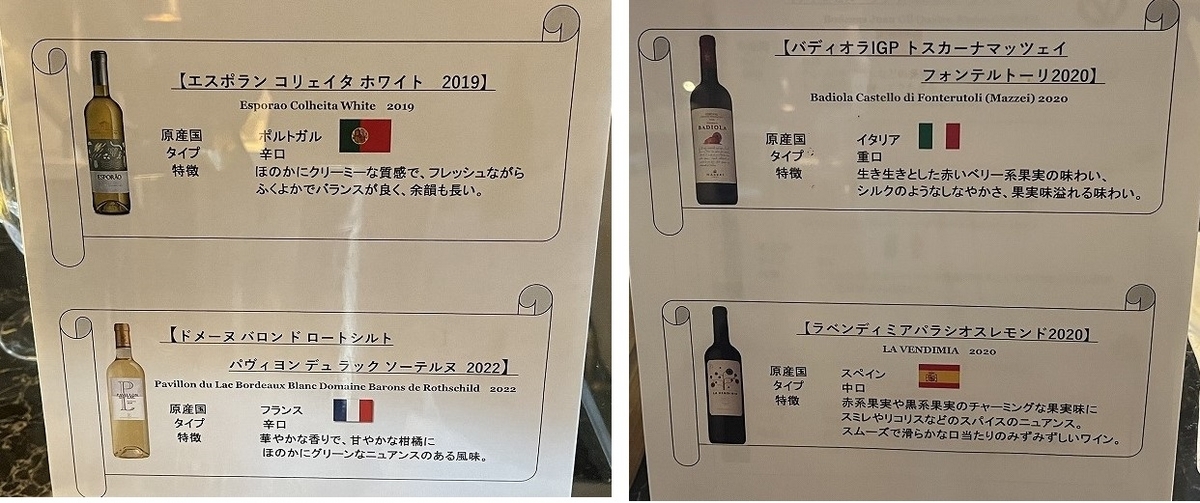 【エスポラン コリェイタ ホワイト 2019】
Esporao Colheita White 2019
原産国 ポルトガル
タイプ 辛口
特徴 ほのかにクリーミーな質感で、フレッシュながら
ふくよかでバランスが良く、余韻も長い。
ESPORÃO
【ドメーヌ バロンド ロートシルト
パヴィヨン デュ ラック ソーテルヌ 2022】
Pavillon du Lac Bordeaux Blanc Domaine Barons de Rothschild 2022
原産国 フランス
タイプ 辛口
特徴 華やかな香りで、甘やかな柑橘に
ほのかにグリーンなニュアンスのある風味。
【バディオラIGP トスカーナマッツェイ
フォンテルトーリ2020】
Badiola Castello di Fonterutoli (Mazzei) 2020
原産国 イタリア
タイプ 重口
特徴 生き生きとした赤いベリー系果実の味わい、
シルクのようなしなやかさ、果実味溢れる味わい。
BADIOLA
【ラベンディミアパラシオスレモンド2020】
LA VENDIMIA 2020
原産国 スペイン
タイプ 中口
特徴 赤系果実や黒系果実のチャーミングな果実味に
スミレやリコリスなどのスパイスのニュアンス。
スムーズで滑らかな口当たりのみずみずしいワイン。
LA VENDIMIA